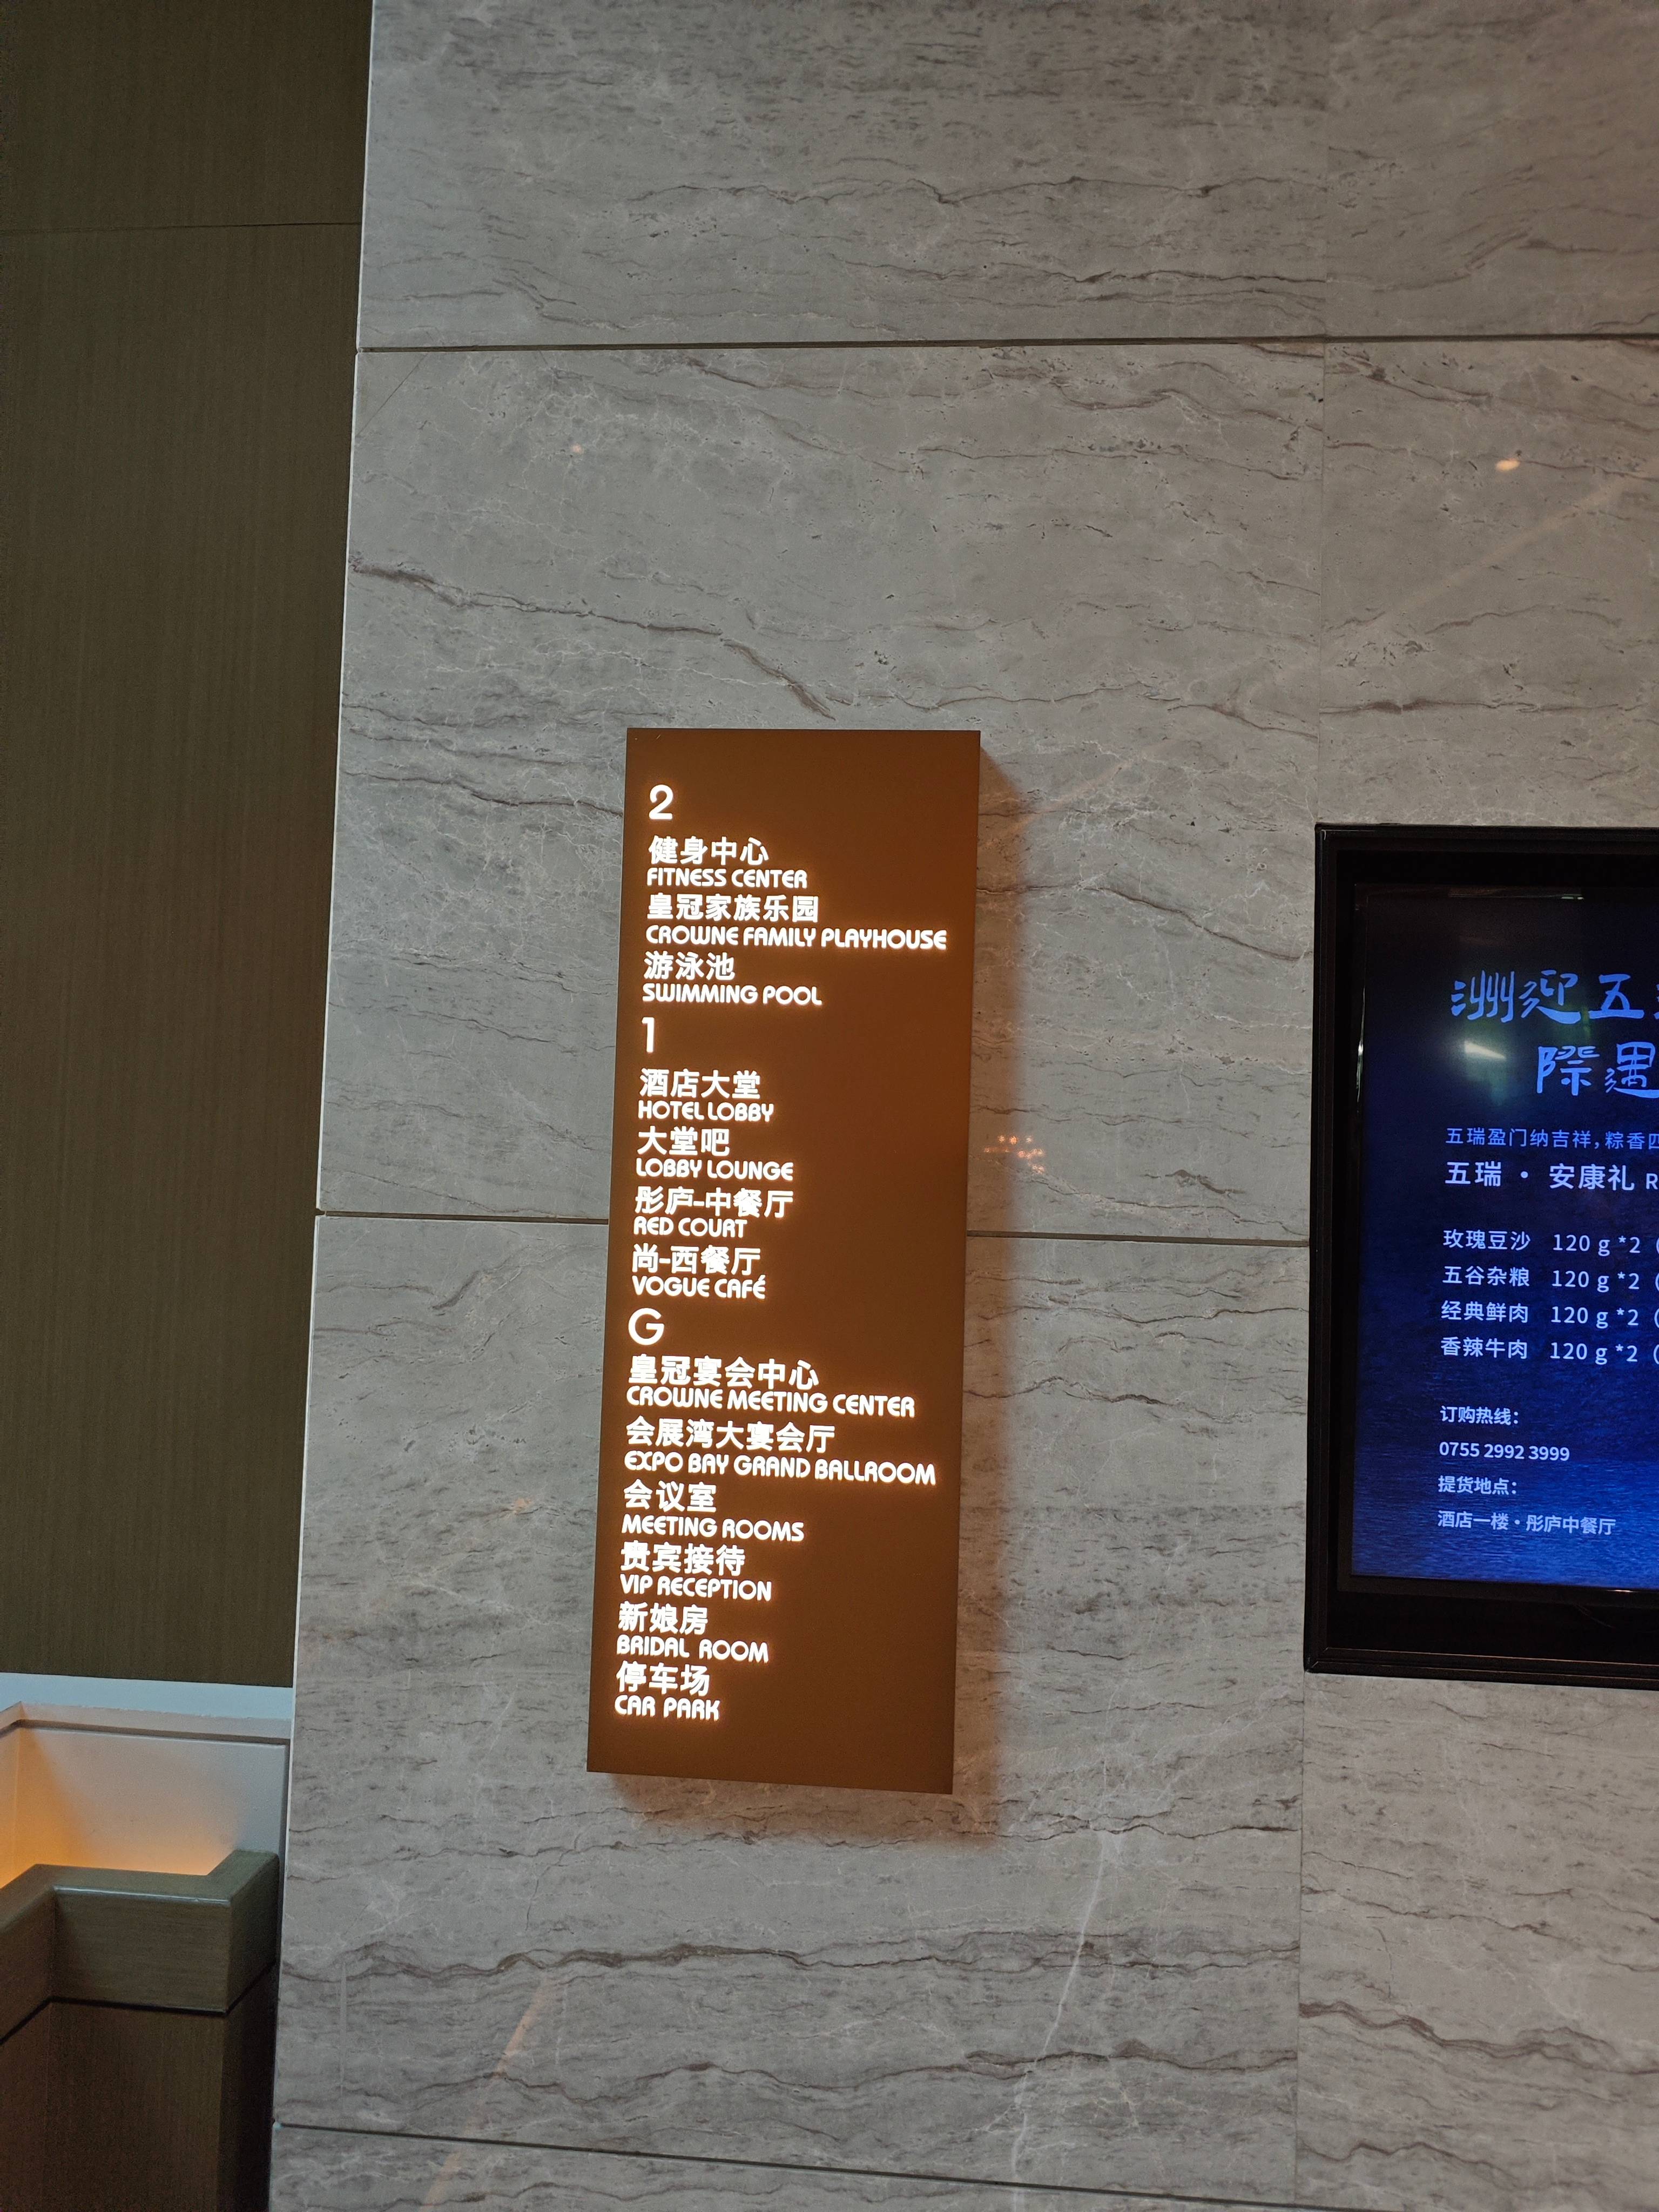 2
健身中心
FITNESS CENTER
皇冠家族乐园
CROWNE FAMILY PLAYHOUSE
游泳池
SWIMMING POOL
1
酒店大堂
HOTEL LOBBY
大堂吧
LOBBY LOUNGE
彤庐-中餐厅
RED COURT
尚-西餐厅
VOGUE CAFÉ
G
皇冠宴会中心
CROWNE MEETING CENTER
会展湾大宴会厅
EXPO BAY GRAND BALLROOM
会议室
MEETING ROOMS
贵宾接待
VIP RECEPTION
新娘房
BRIDAL ROOM
停车场
CAR PARK
洲迎五
際遇
五瑞盈门纳吉祥,粽香四
五瑞 · 安康礼 R
玫瑰豆沙 120 g *2 (
五谷杂粮 120 g *2 (
经典鲜肉 120 g *2 (
香辣牛肉 120 g *2 (
订购热线:
0755 2992 3999
提货地点:
酒店一楼·彤庐中餐厅